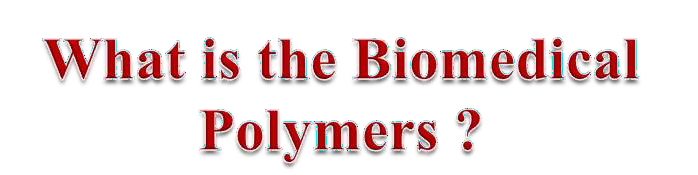 What is the Biomedical
Polymers ?